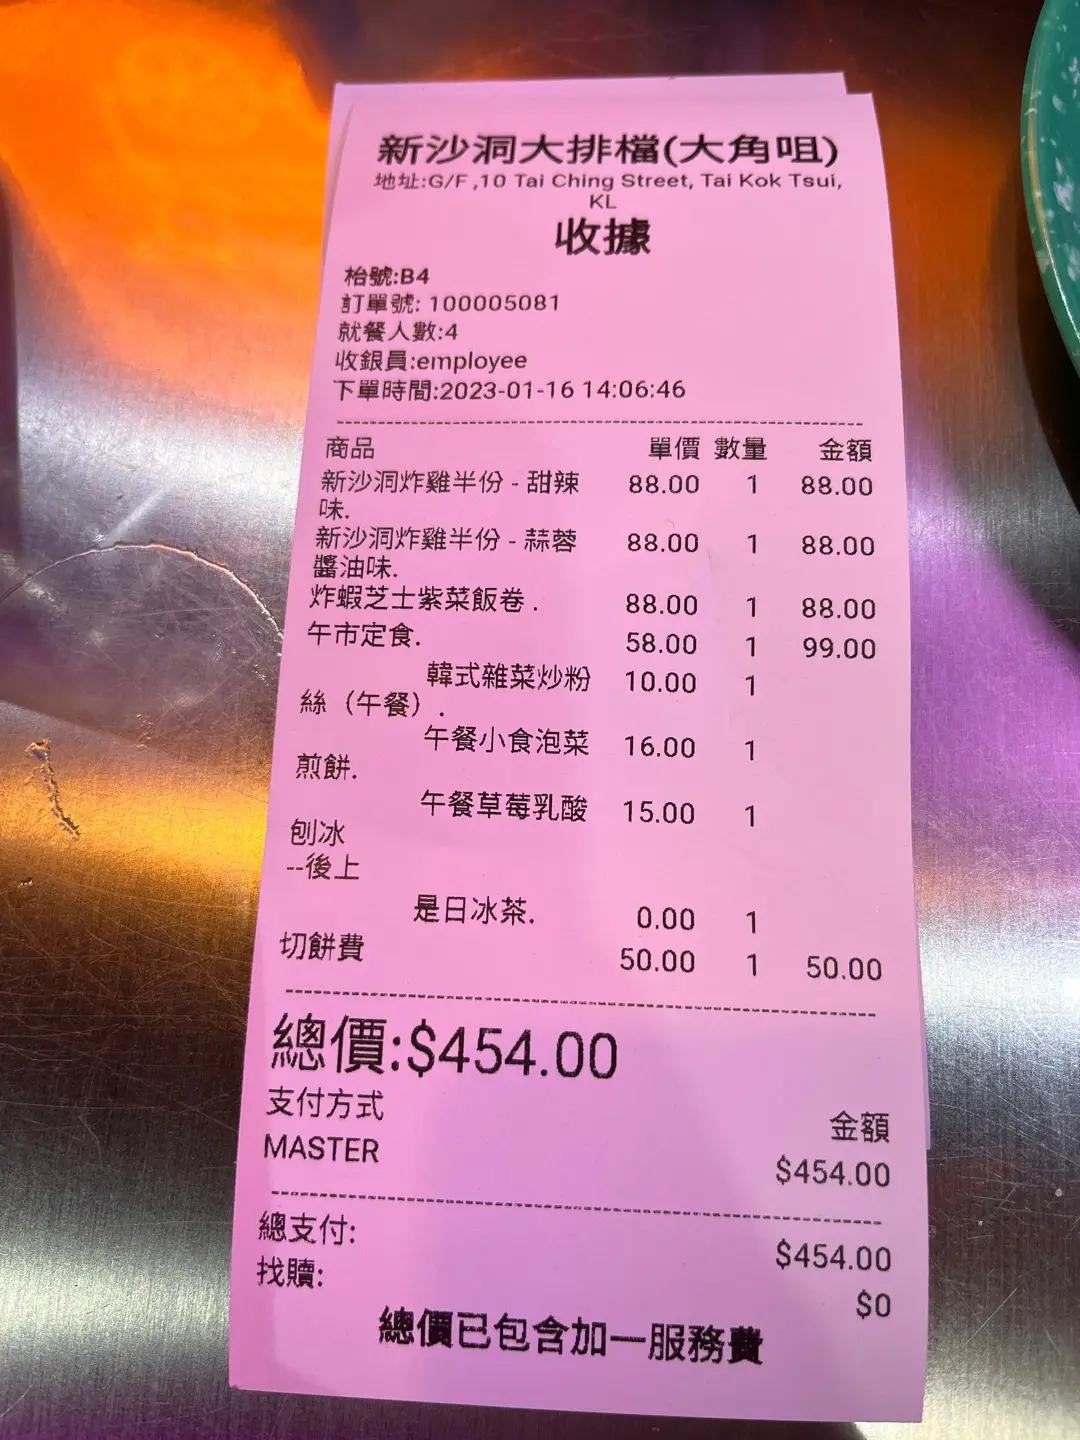 新沙洞大排檔(大角咀)
地址:G/F ,10 Tai Ching Street, Tai Kok Tsui,
KL
收據
枱號:B4
訂單號: 100005081
就餐人數:4
收銀員:employee
下單時間:2023-01-16 14:06:46
商品 單價 數量 金額
新沙洞炸雞半份 - 甜辣 88.00 1 88.00
味.
新沙洞炸雞半份 - 蒜蓉 88.00 1 88.00
醬油味.
炸蝦芝士紫菜飯卷 . 88.00 1 88.00
午市定食. 58.00 1 99.00
韓式雜菜炒粉 10.00 1
絲（午餐）.
午餐小食泡菜 16.00 1
煎餅.
午餐草莓乳酸 15.00 1
刨冰
--後上
是日冰茶. 0.00 1
切餅費 50.00 1 50.00
總價:$454.00
支付方式 金額
MASTER $454.00
總支付: $454.00
找贖: $0
總價已包含加一服務費